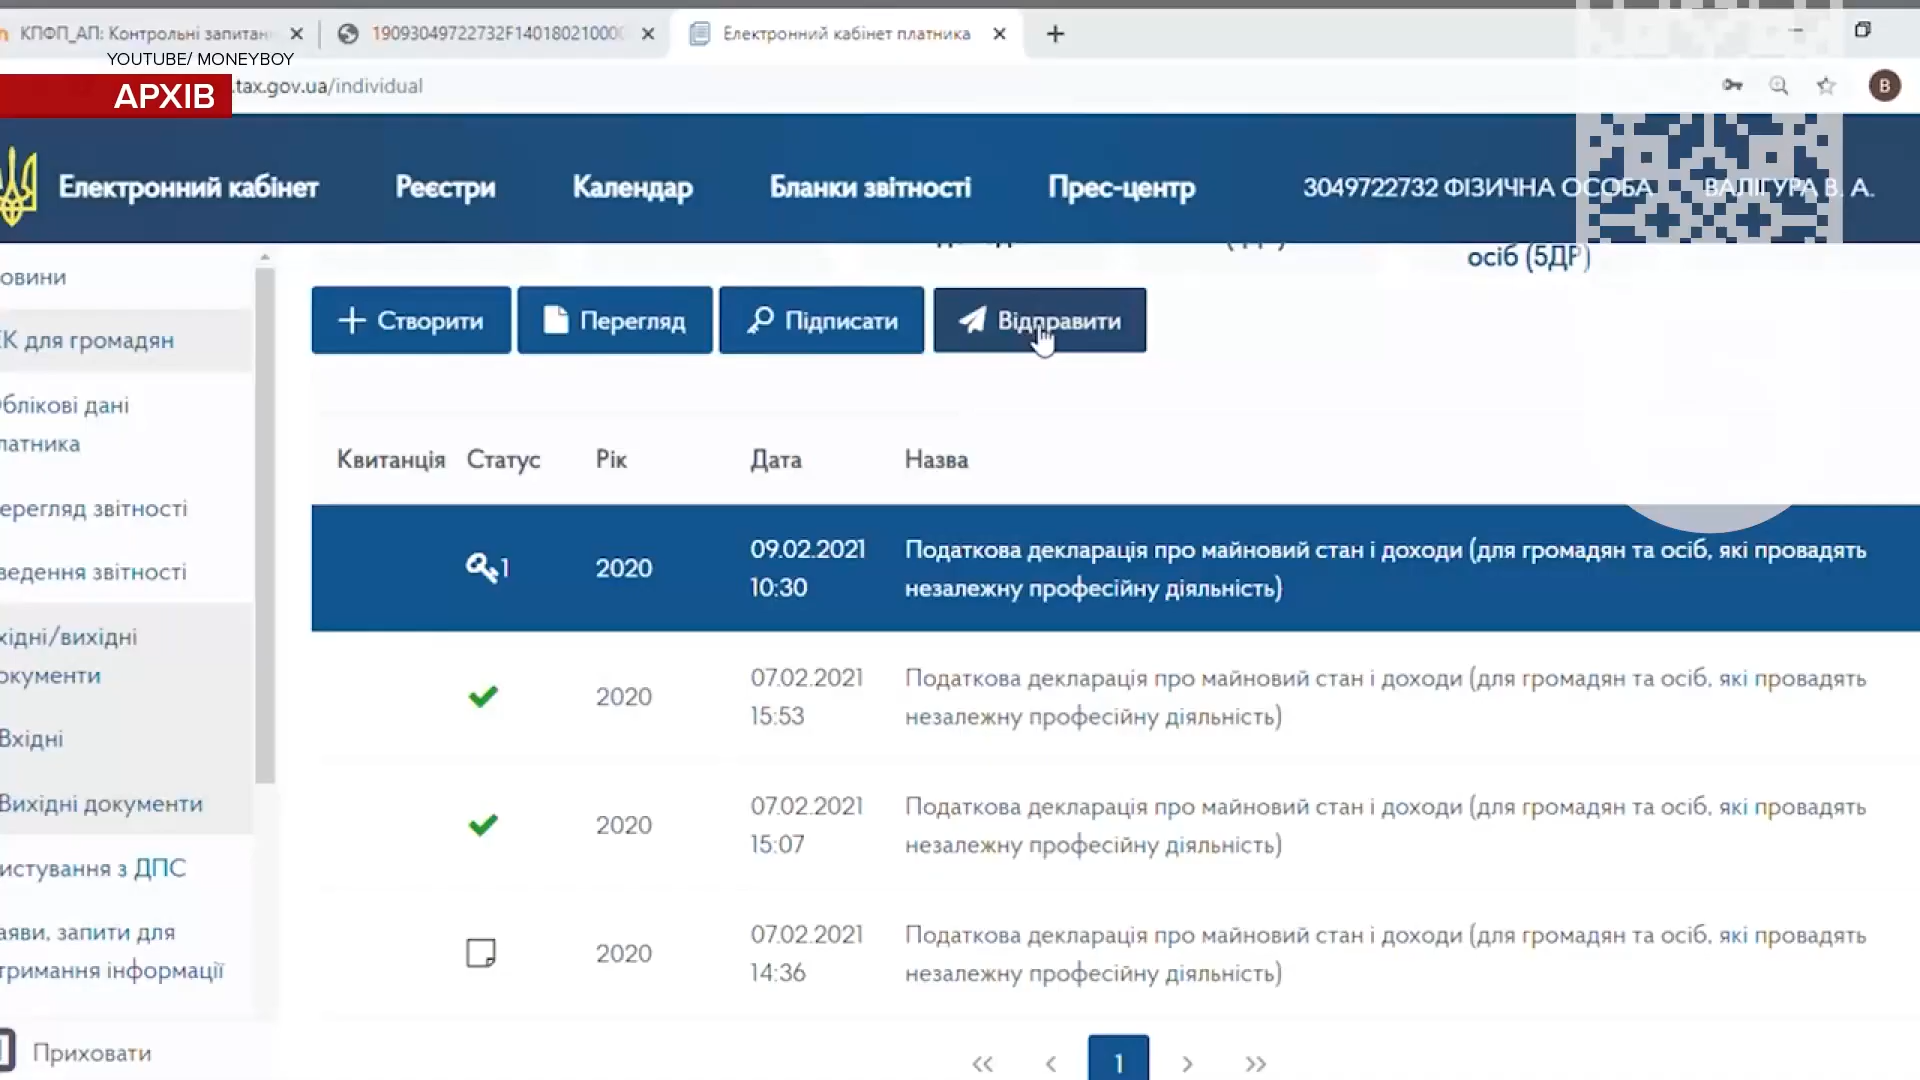 КПФП_АП: Контрольні запитан
19093049722732F14018021000
Електронний кабінет платника
YOUTUBE/ MONEYBOY
АРХІВ
.tax.gov.ua/individual
B
Електронний кабінет
Реєстри
Календар
Бланки звітності
Прес-центр
3049722732 ФІЗИЧНА ОСОБА
ВАЛІГУРА В. А.
осіб (5ДР)
овини
ЕК для громадян
блікові дані
латника
ерегляд звітності
ведення звітності
хідні/вихідні
окументи
Вхідні
Вихідні документи
истування з ДПС
аяви, запити для
тримання інформації
Приховати
Створити
Перегляд
Підписати
Відправити
Квитанція Статус Рік Дата Назва
1 2020 09.02.2021 Податкова декларація про майновий стан і доходи (для громадян та осіб, які провадять
10:30 незалежну професійну діяльність)
2020 07.02.2021 Податкова декларація про майновий стан і доходи (для громадян та осіб, які провадять
15:53 незалежну професійну діяльність)
2020 07.02.2021 Податкова декларація про майновий стан і доходи (для громадян та осіб, які провадять
15:07 незалежну професійну діяльність)
2020 07.02.2021 Податкова декларація про майновий стан і доходи (для громадян та осіб, які провадять
14:36 незалежну професійну діяльність)
« ‹ 1 › »